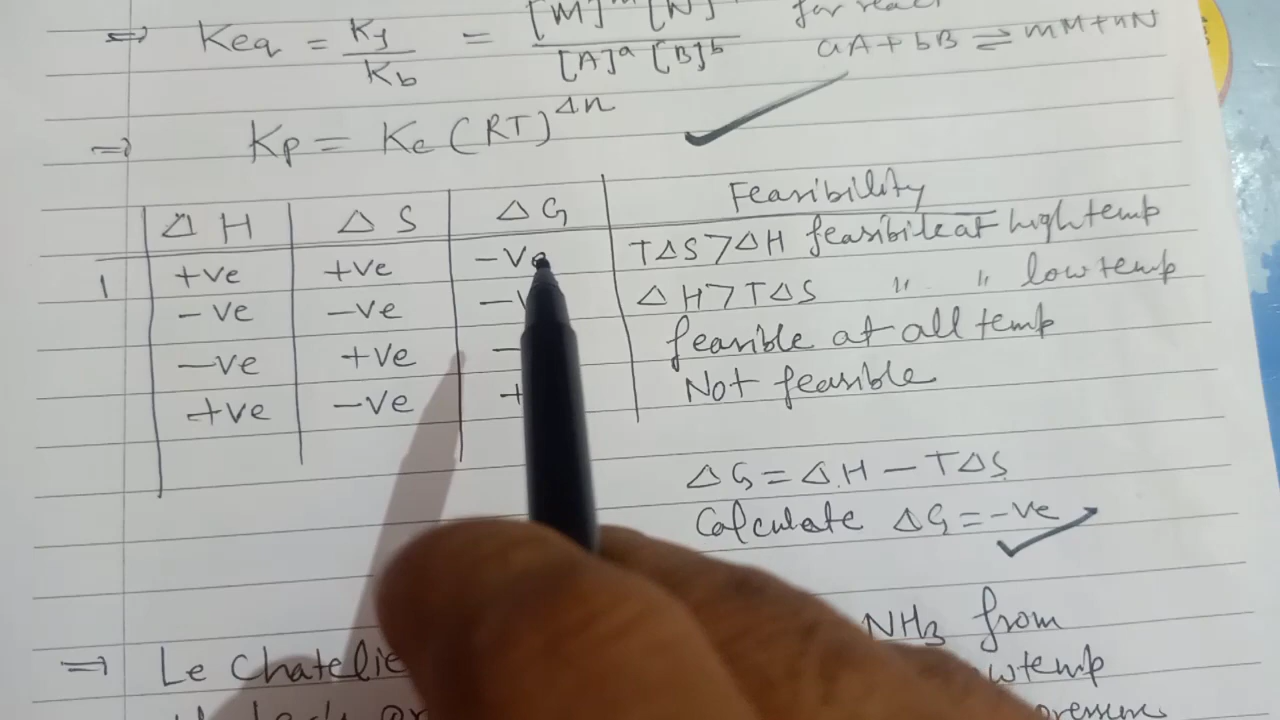 ⇒ Keq = Kf/Kb = [M]ᵐ [N] / [A]ᵃ [B]ᵇ for
aA + bB ⇌ mM + nN
⇒ Kp = Kc (RT)^Δn
ΔH ΔS ΔG Feasibility
1 +ve +ve -ve TΔS > ΔH feasibile at high temp
-ve -ve - ΔH > TΔS " " low temp
-ve +ve - feasible at all temp
+ve -ve + Not feasible
ΔG = ΔH - TΔS
Calculate ΔG = -ve
NH3 from
⇒ Le Chatelie
temp